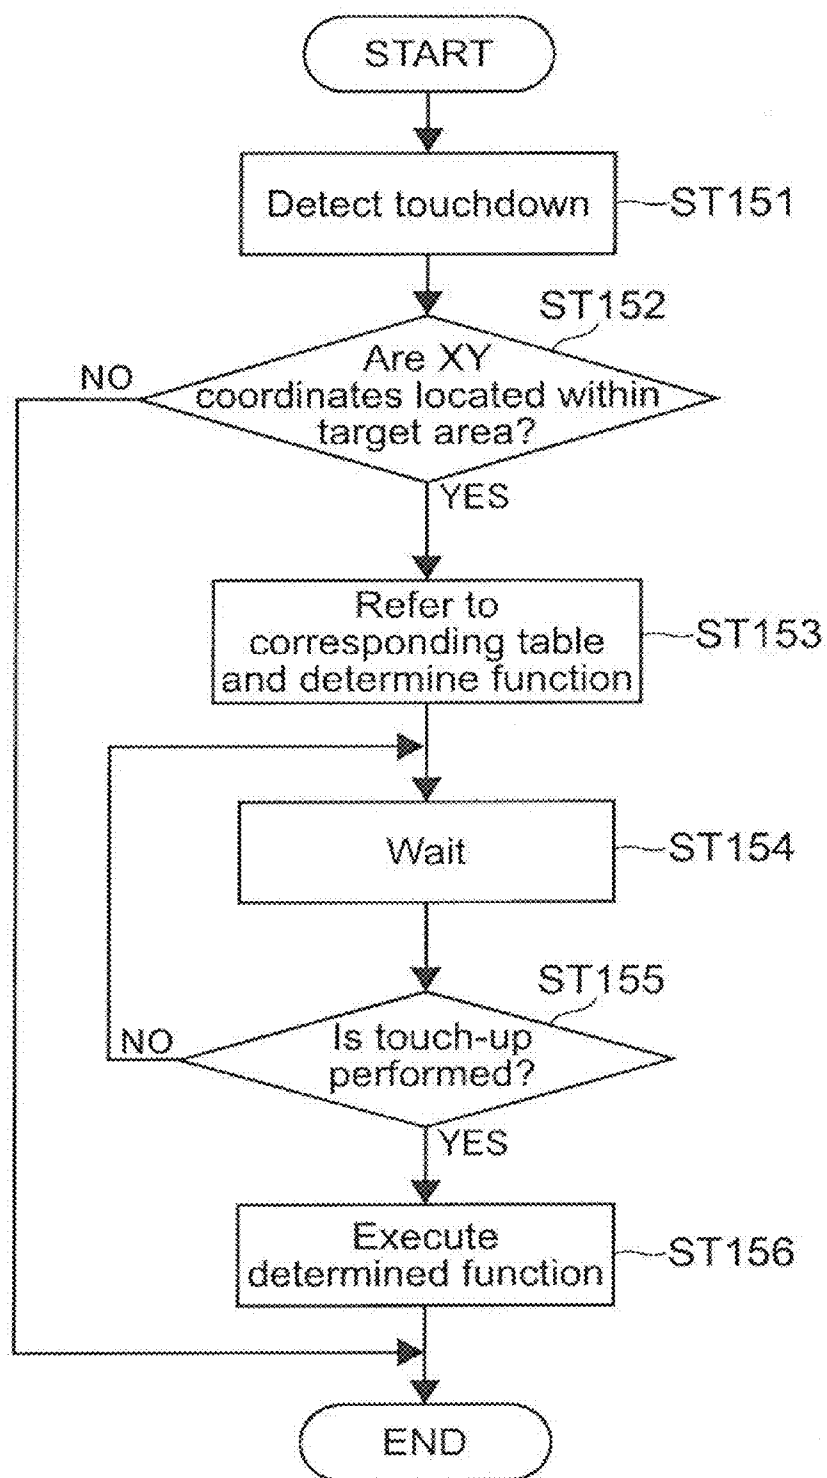 START
Detect touchdown
ST151
ST152
Are XY
coordinates located within
target area?
NO
YES
Refer to
corresponding table
and determine function
ST153
Wait
ST154
ST155
Is touch-up
performed?
NO
YES
Execute
determined function
ST156
END